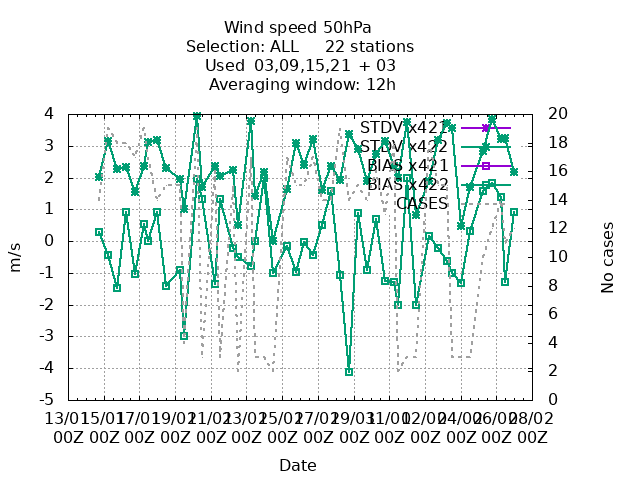 Wind speed 50hPa
Selection: ALL 22 stations
Used 03,09,15,21 + 03
Averaging window: 12h
4
3
2
1
0
-1
-2
-3
-4
-5
m/s
20
18
16
14
12
10
8
6
4
2
0
No cases
STDV x421
STDV x422
BIAS x421
BIAS x422
CASES
13/01 15/01 17/01 19/01 21/01 23/01 25/01 27/01 29/01 31/01 02/02 04/02 26/02 28/02
00Z 00Z 00Z 00Z 00Z 00Z 00Z 00Z 00Z 00Z 00Z 00Z 00Z 00Z
Date